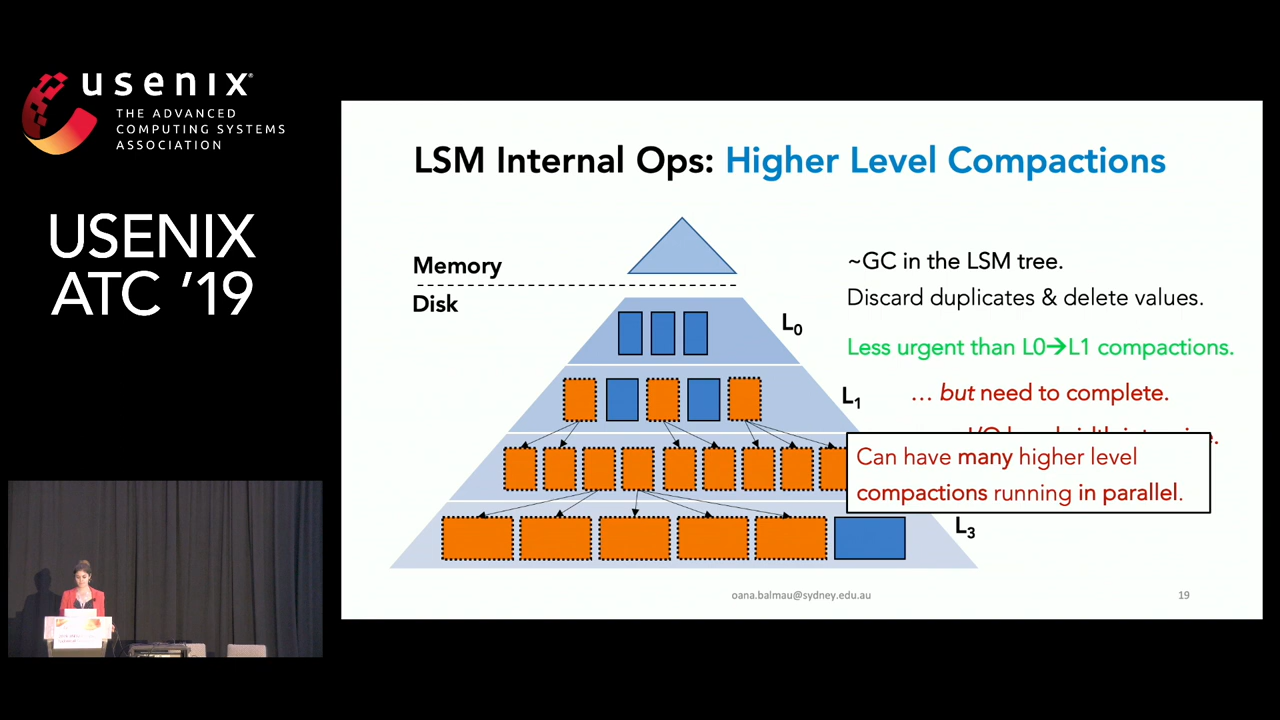 usenix
THE ADVANCED
COMPUTING SYSTEMS
ASSOCIATION
USENIX
ATC ’19
LSM Internal Ops: Higher Level Compactions
Memory
Disk
L0
L1
L3
~GC in the LSM tree.
Discard duplicates & delete values.
Less urgent than L0→L1 compactions.
… but need to complete.
Can have many higher level
compactions running in parallel.
oana.balmau@sydney.edu.au
19